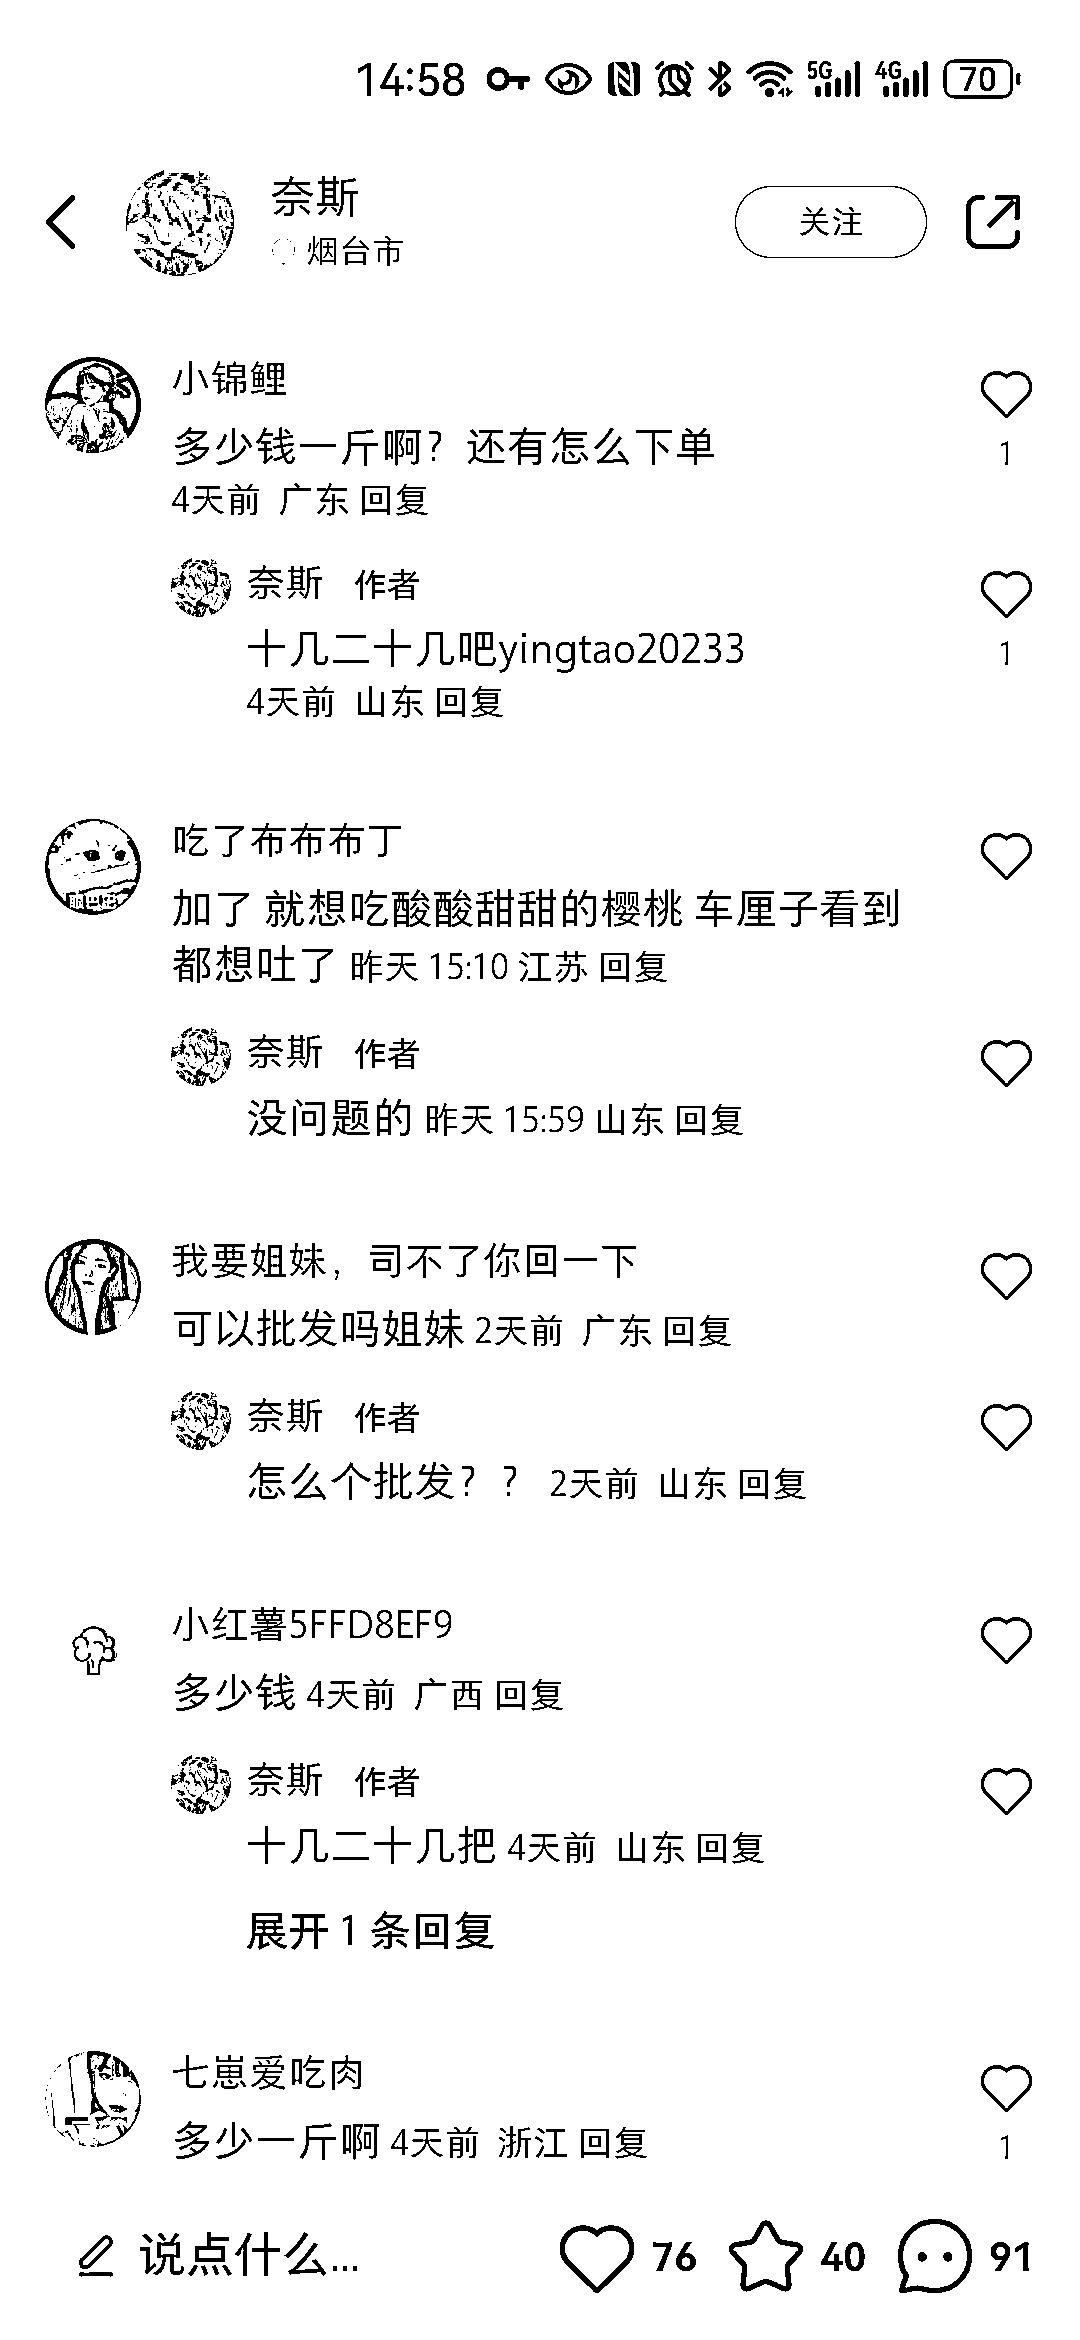 14:58 5G 4G 70
奈斯
烟台市
关注
小锦鲤
多少钱一斤啊？还有怎么下单
1
4天前 广东 回复
奈斯 作者
十几二十几吧yingtao20233
1
4天前 山东 回复
吃了布布布丁
加了 就想吃酸酸甜甜的樱桃 车厘子看到
都想吐了 昨天 15:10 江苏 回复
奈斯 作者
没问题的 昨天 15:59 山东 回复
我要姐妹，司不了你回一下
可以批发吗姐妹 2天前 广东 回复
奈斯 作者
怎么个批发？？ 2天前 山东 回复
小红薯5FFD8EF9
多少钱 4天前 广西 回复
奈斯 作者
十几二十几把 4天前 山东 回复
展开 1 条回复
七崽爱吃肉
多少一斤啊 4天前 浙江 回复
1
说点什么... 76 40 91